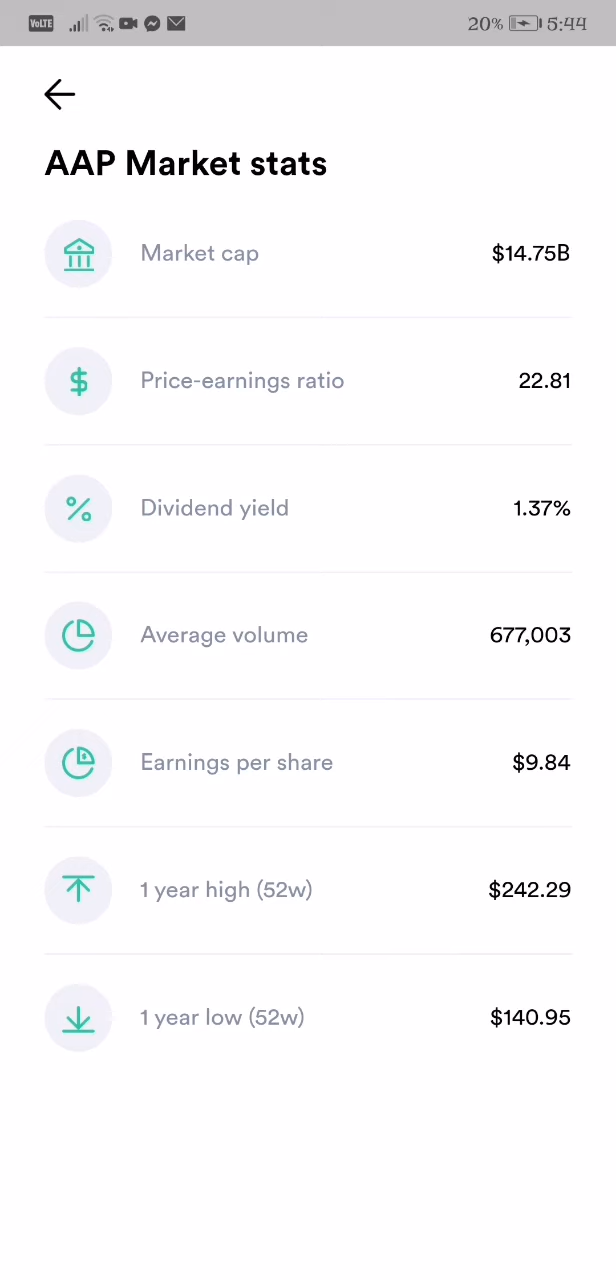 VoLTE 20% 5:44
AAP Market stats
Market cap $14.75B
Price-earnings ratio 22.81
Dividend yield 1.37%
Average volume 677,003
Earnings per share $9.84
1 year high (52w) $242.29
1 year low (52w) $140.95